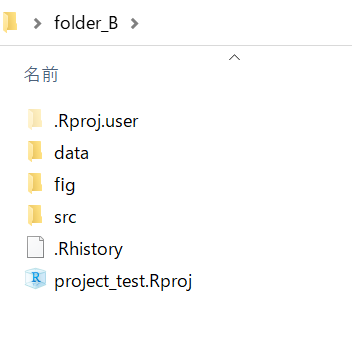 folder_B
名前
.Rproj.user
data
fig
src
.Rhistory
project_test.Rproj